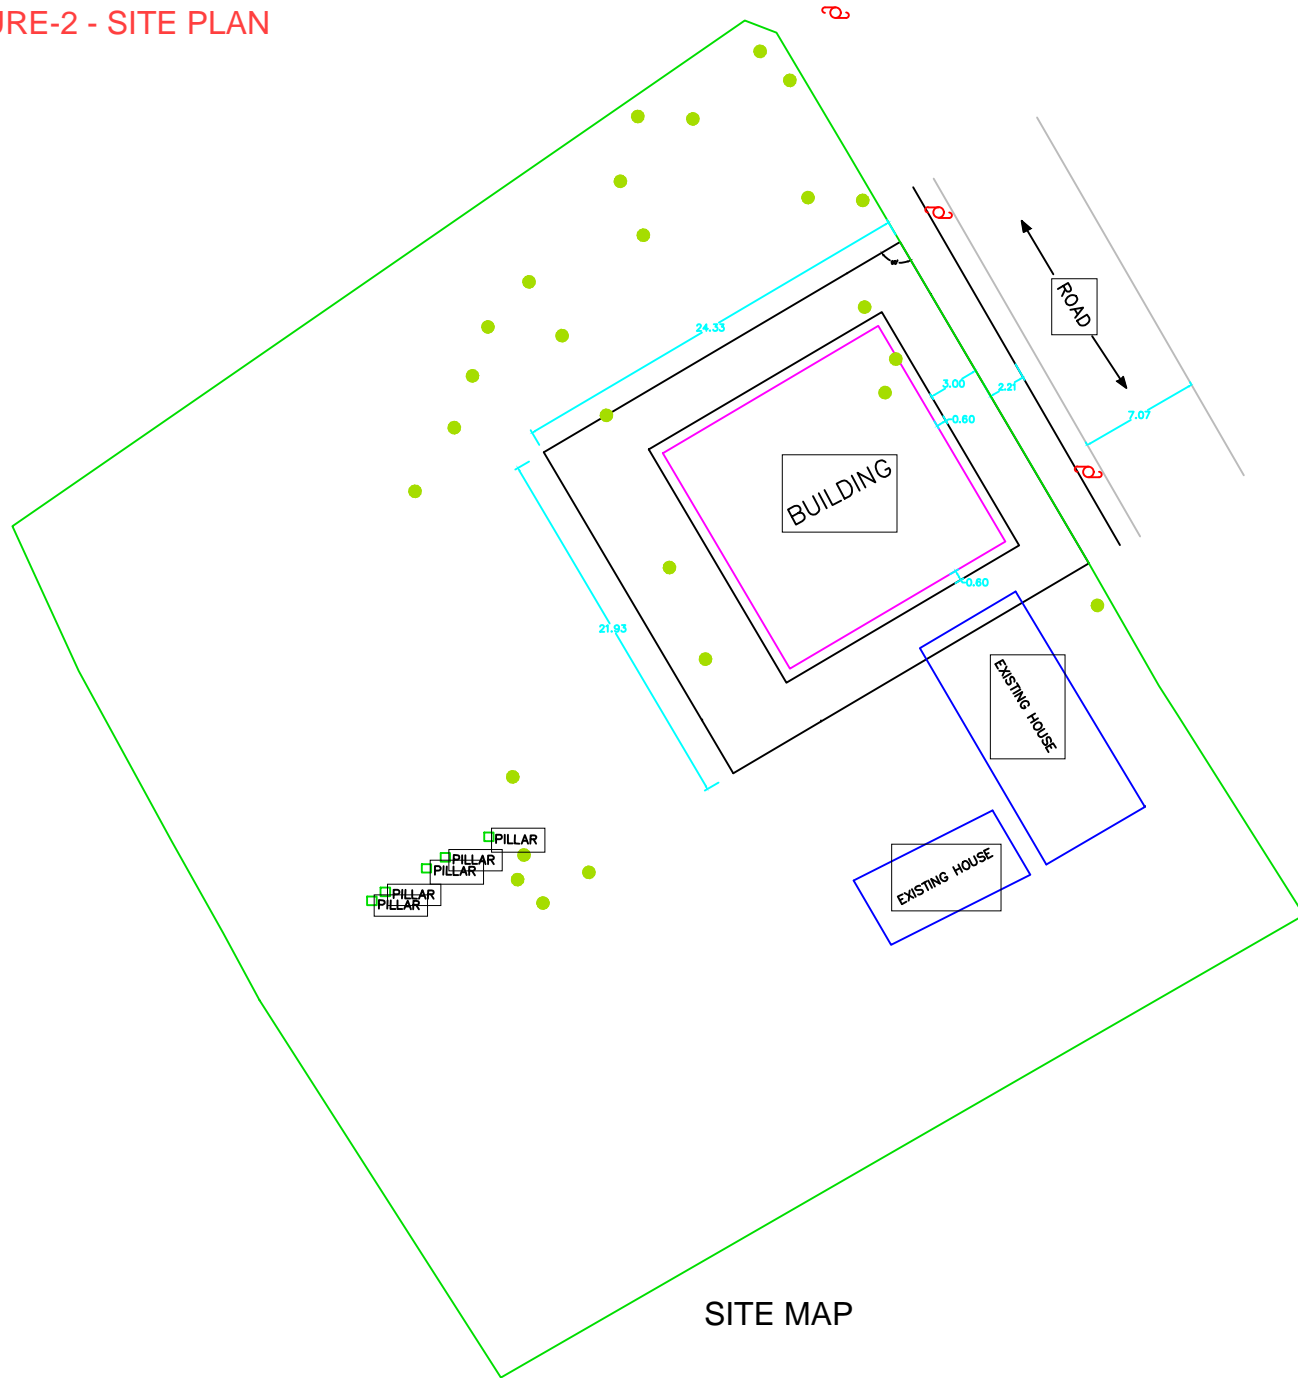 URE-2 - SITE PLAN
ROAD
24.33
3.00
2.21
7.07
0.60
BUILDING
0.60
21.93
EXISTING HOUSE
PILLAR
PILLAR
PILLAR
PILLAR
PILLAR
EXISTING HOUSE
SITE MAP